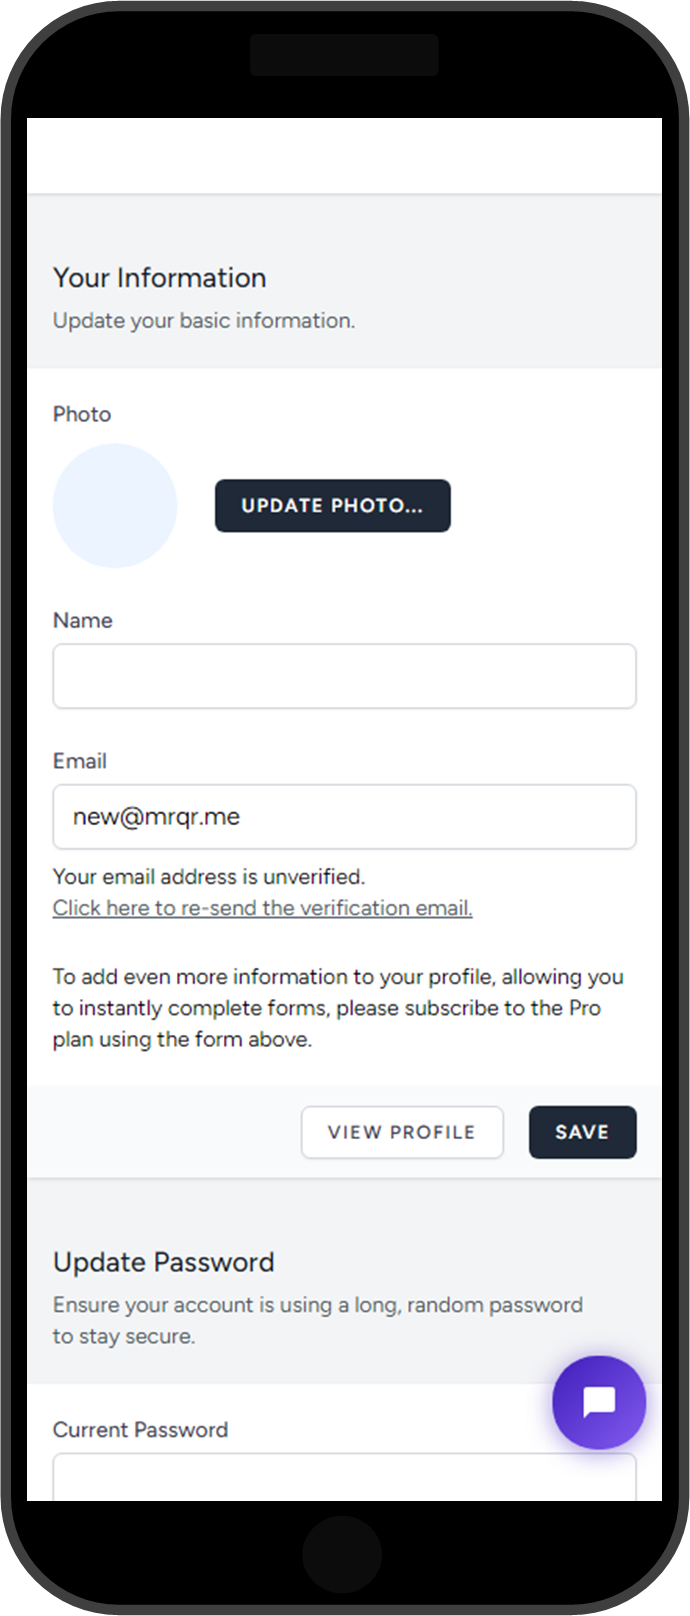 Your Information
Update your basic information.
Photo
UPDATE PHOTO...
Name
Email
new@mrqr.me
Your email address is unverified.
Click here to re-send the verification email.
To add even more information to your profile, allowing you
to instantly complete forms, please subscribe to the Pro
plan using the form above.
VIEW PROFILE
SAVE
Update Password
Ensure your account is using a long, random password
to stay secure.
Current Password